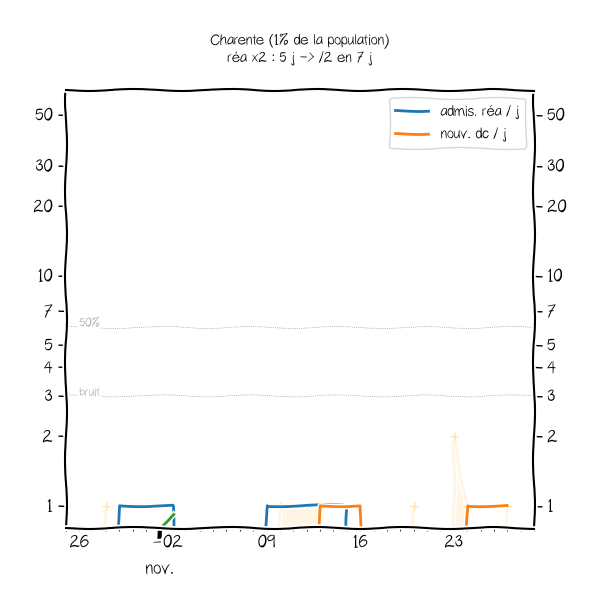 Charente (1% de la population)
réa x2 : 5 j -> /2 en 7 j
admis. réa / j
nouv. dc / j
50 50
30 30
20 20
10 10
7 7
50%
5 5
4 4
bruit
3 3
2 2
1 1
26 02 09 16 23
nov.